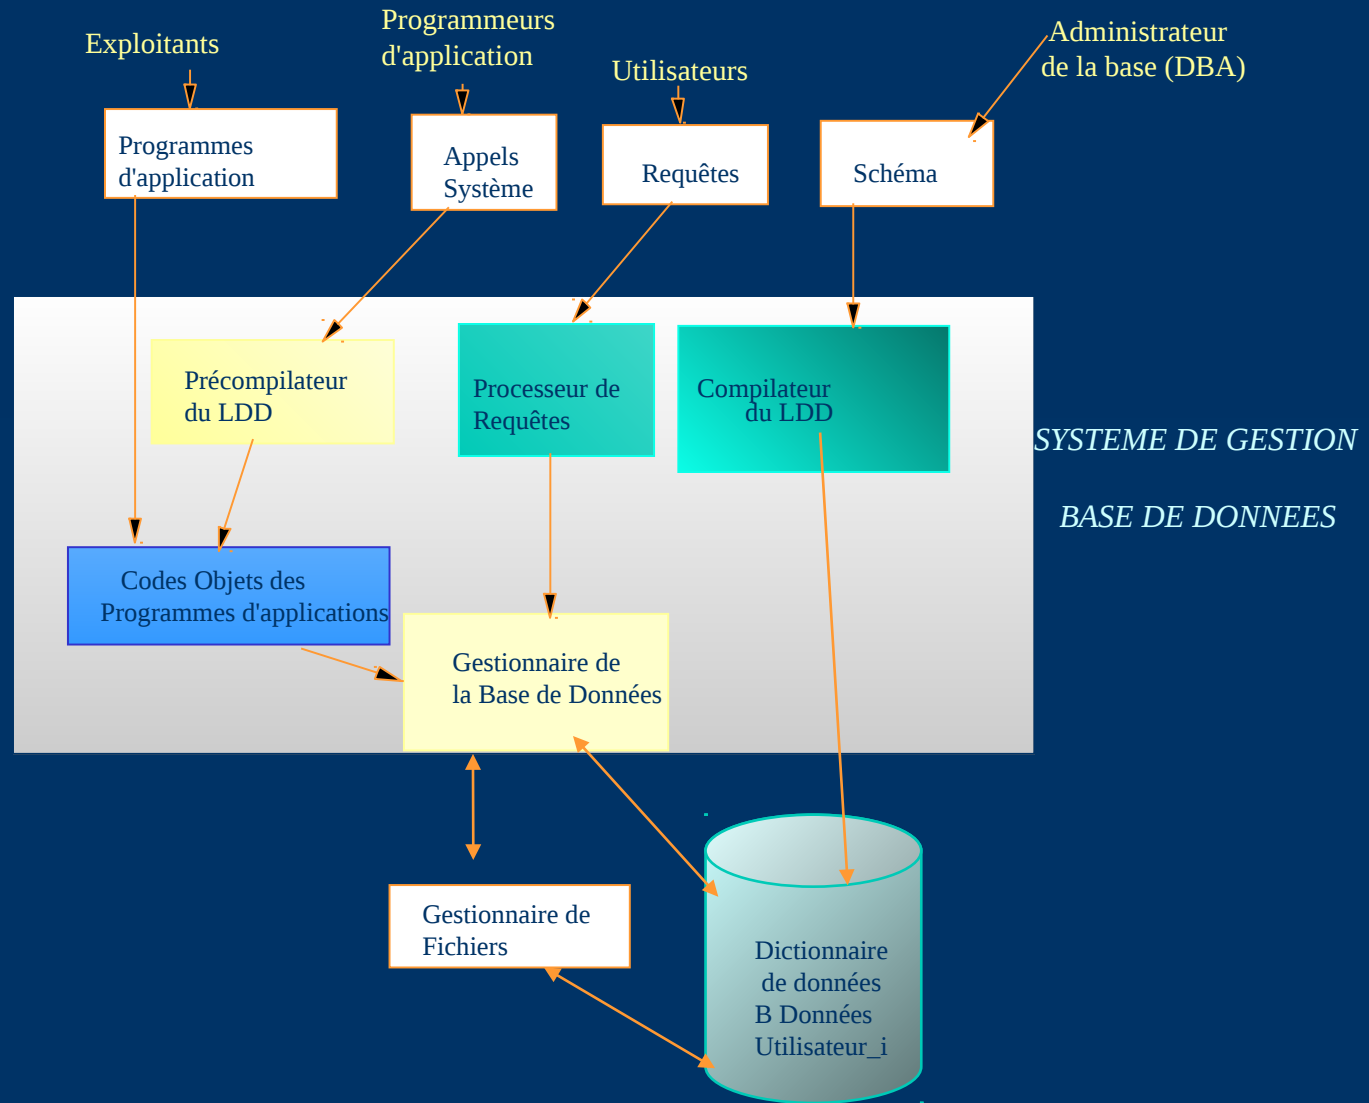 Exploitants
Programmeurs
d'application
Utilisateurs
Administrateur
de la base (DBA)
Programmes
d'application
Appels
Système
Requêtes
Schéma
Précompilateur
du LDD
Processeur de
Requêtes
Compilateur
du LDD
SYSTEME DE GESTION
BASE DE DONNEES
Codes Objets des
Programmes d'applications
Gestionnaire de
la Base de Données
Gestionnaire de
Fichiers
Dictionnaire
de données
B Données
Utilisateur_i